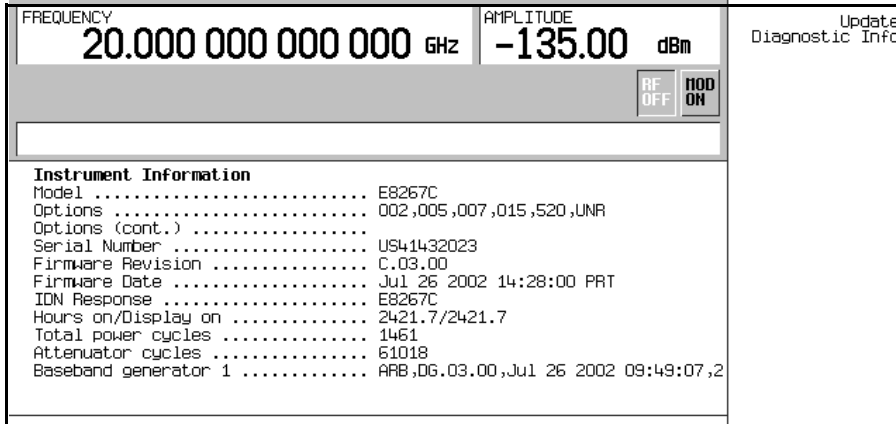 FREQUENCY
20.000 000 000 000 GHz
AMPLITUDE
-135.00 dBm
Update
Diagnostic Info
RF
OFF
MOD
ON
Instrument Information
Model ............................ E8267C
Options .......................... 002,005,007,015,520,UNR
Options (cont.) ..................
Serial Number .................... US41432023
Firmware Revision ................ C.03.00
Firmware Date .................... Jul 26 2002 14:28:00 PRT
IDN Response ..................... E8267C
Hours on/Display on .............. 2421.7/2421.7
Total power cycles ............... 1461
Attenuator cycles ................ 61018
Baseband generator 1 ............. ARB,DG.03.00,Jul 26 2002 09:49:07,2